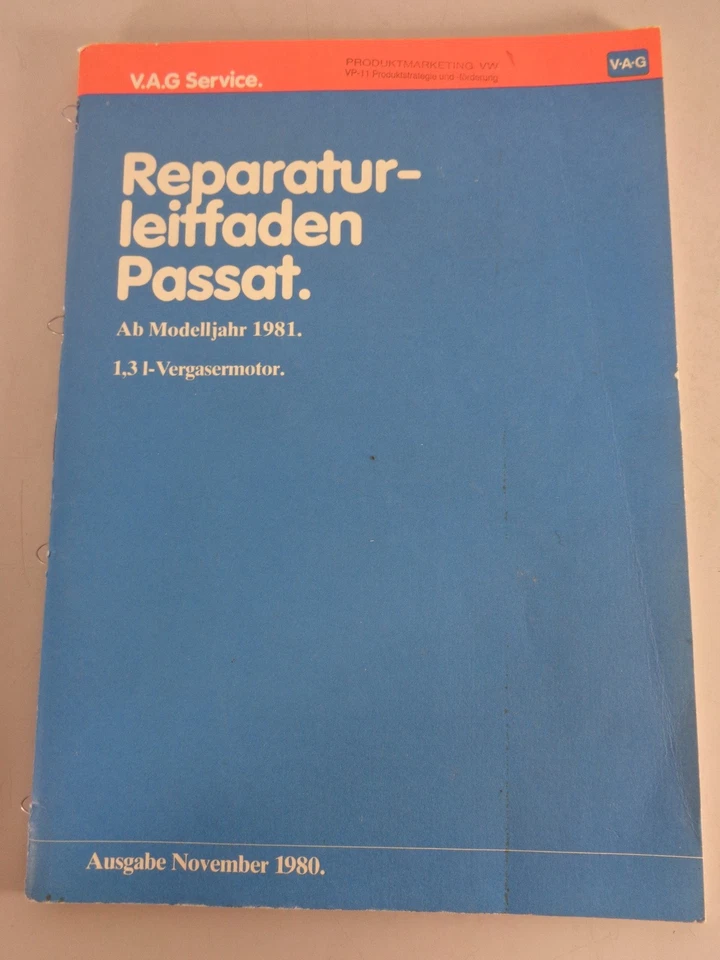 V.A.G Service.
PRODUKTMARKETING VW
VP-11 Produktstrategie und -förderung
V·A·G
Reparatur-
leitfaden
Passat.
Ab Modelljahr 1981.
1,3 l-Vergasermotor.
Ausgabe November 1980.